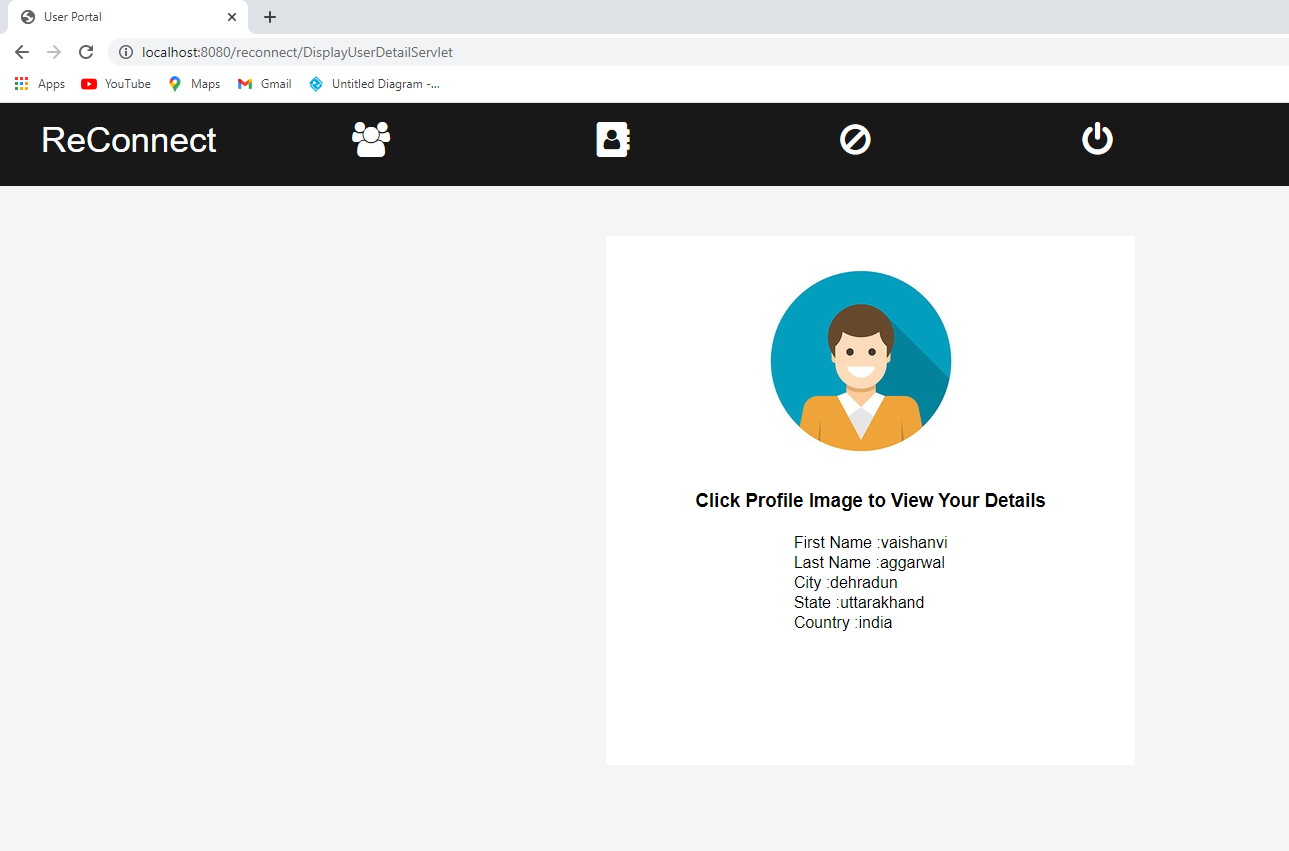 User Portal
localhost:8080/reconnect/DisplayUserDetailServlet
Apps YouTube Maps Gmail Untitled Diagram -...
ReConnect
Click Profile Image to View Your Details
First Name :vaishanvi
Last Name :aggarwal
City :dehradun
State :uttarakhand
Country :india